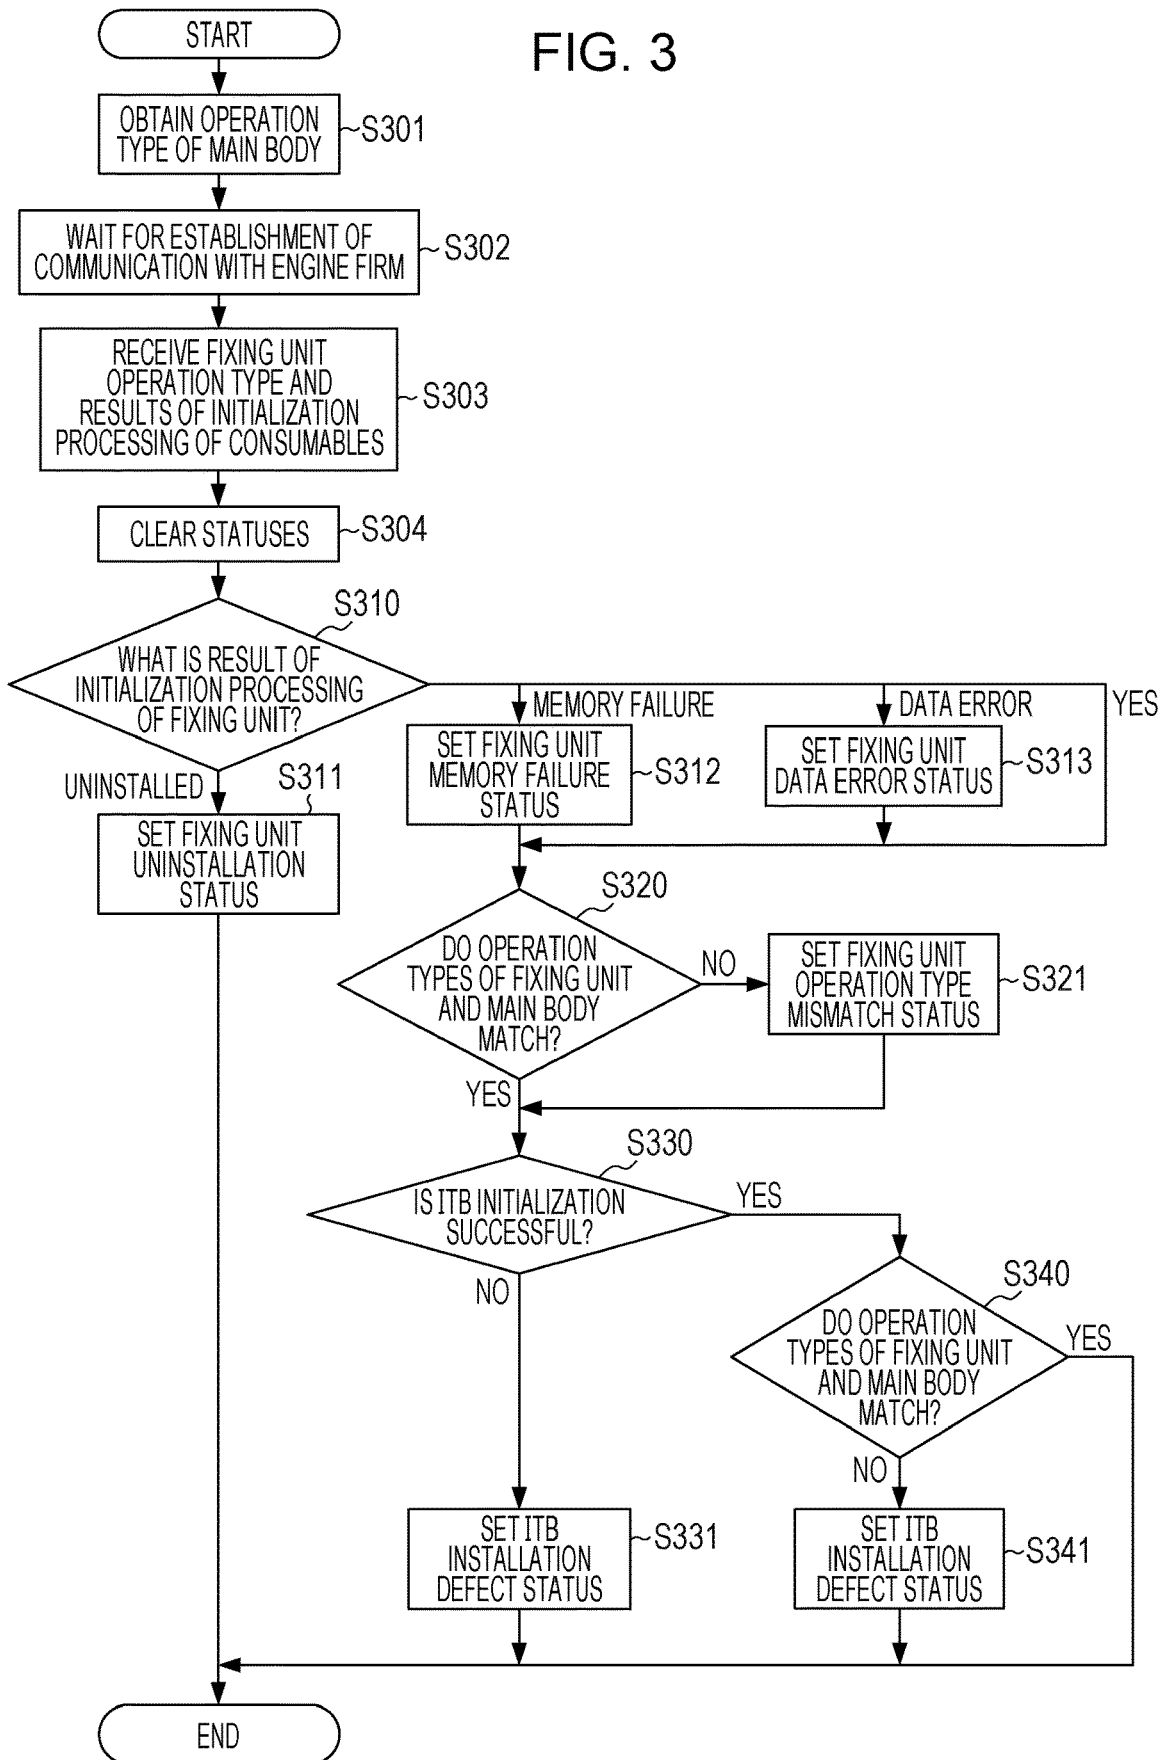 FIG. 3
START
OBTAIN OPERATION
TYPE OF MAIN BODY
S301
WAIT FOR ESTABLISHMENT OF
COMMUNICATION WITH ENGINE FIRM
S302
RECEIVE FIXING UNIT
OPERATION TYPE AND
RESULTS OF INITIALIZATION
PROCESSING OF CONSUMABLES
S303
CLEAR STATUSES
S304
S310
WHAT IS RESULT OF
INITIALIZATION PROCESSING
OF FIXING UNIT?
MEMORY FAILURE
DATA ERROR
YES
UNINSTALLED
S311
SET FIXING UNIT
UNINSTALLATION
STATUS
SET FIXING UNIT
MEMORY FAILURE
STATUS
S312
SET FIXING UNIT
DATA ERROR STATUS
S313
S320
DO OPERATION
TYPES OF FIXING UNIT
AND MAIN BODY
MATCH?
NO
SET FIXING UNIT
OPERATION TYPE
MISMATCH STATUS
S321
YES
S330
IS ITB INITIALIZATION
SUCCESSFUL?
YES
NO
S340
DO OPERATION
TYPES OF FIXING UNIT
AND MAIN BODY
MATCH?
YES
NO
SET ITB
INSTALLATION
DEFECT STATUS
S331
SET ITB
INSTALLATION
DEFECT STATUS
S341
END